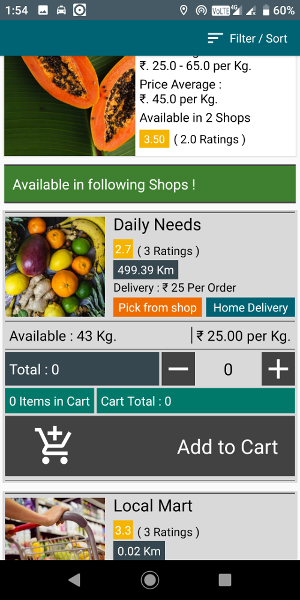 1:54
VoLTE 4G
60%
Filter / Sort
₹. 25.0 - 65.0 per Kg.
Price Average :
₹. 45.0 per Kg.
Available in 2 Shops
3.50 ( 2.0 Ratings )
Available in following Shops !
Daily Needs
2.7 ( 3 Ratings )
499.39 Km
Delivery : ₹ 25 Per Order
Pick from shop Home Delivery
Available : 43 Kg. ₹ 25.00 per Kg.
Total : 0 — 0 +
0 Items in Cart Cart Total : 0
Add to Cart
Local Mart
3.3 ( 3 Ratings )
0.02 Km